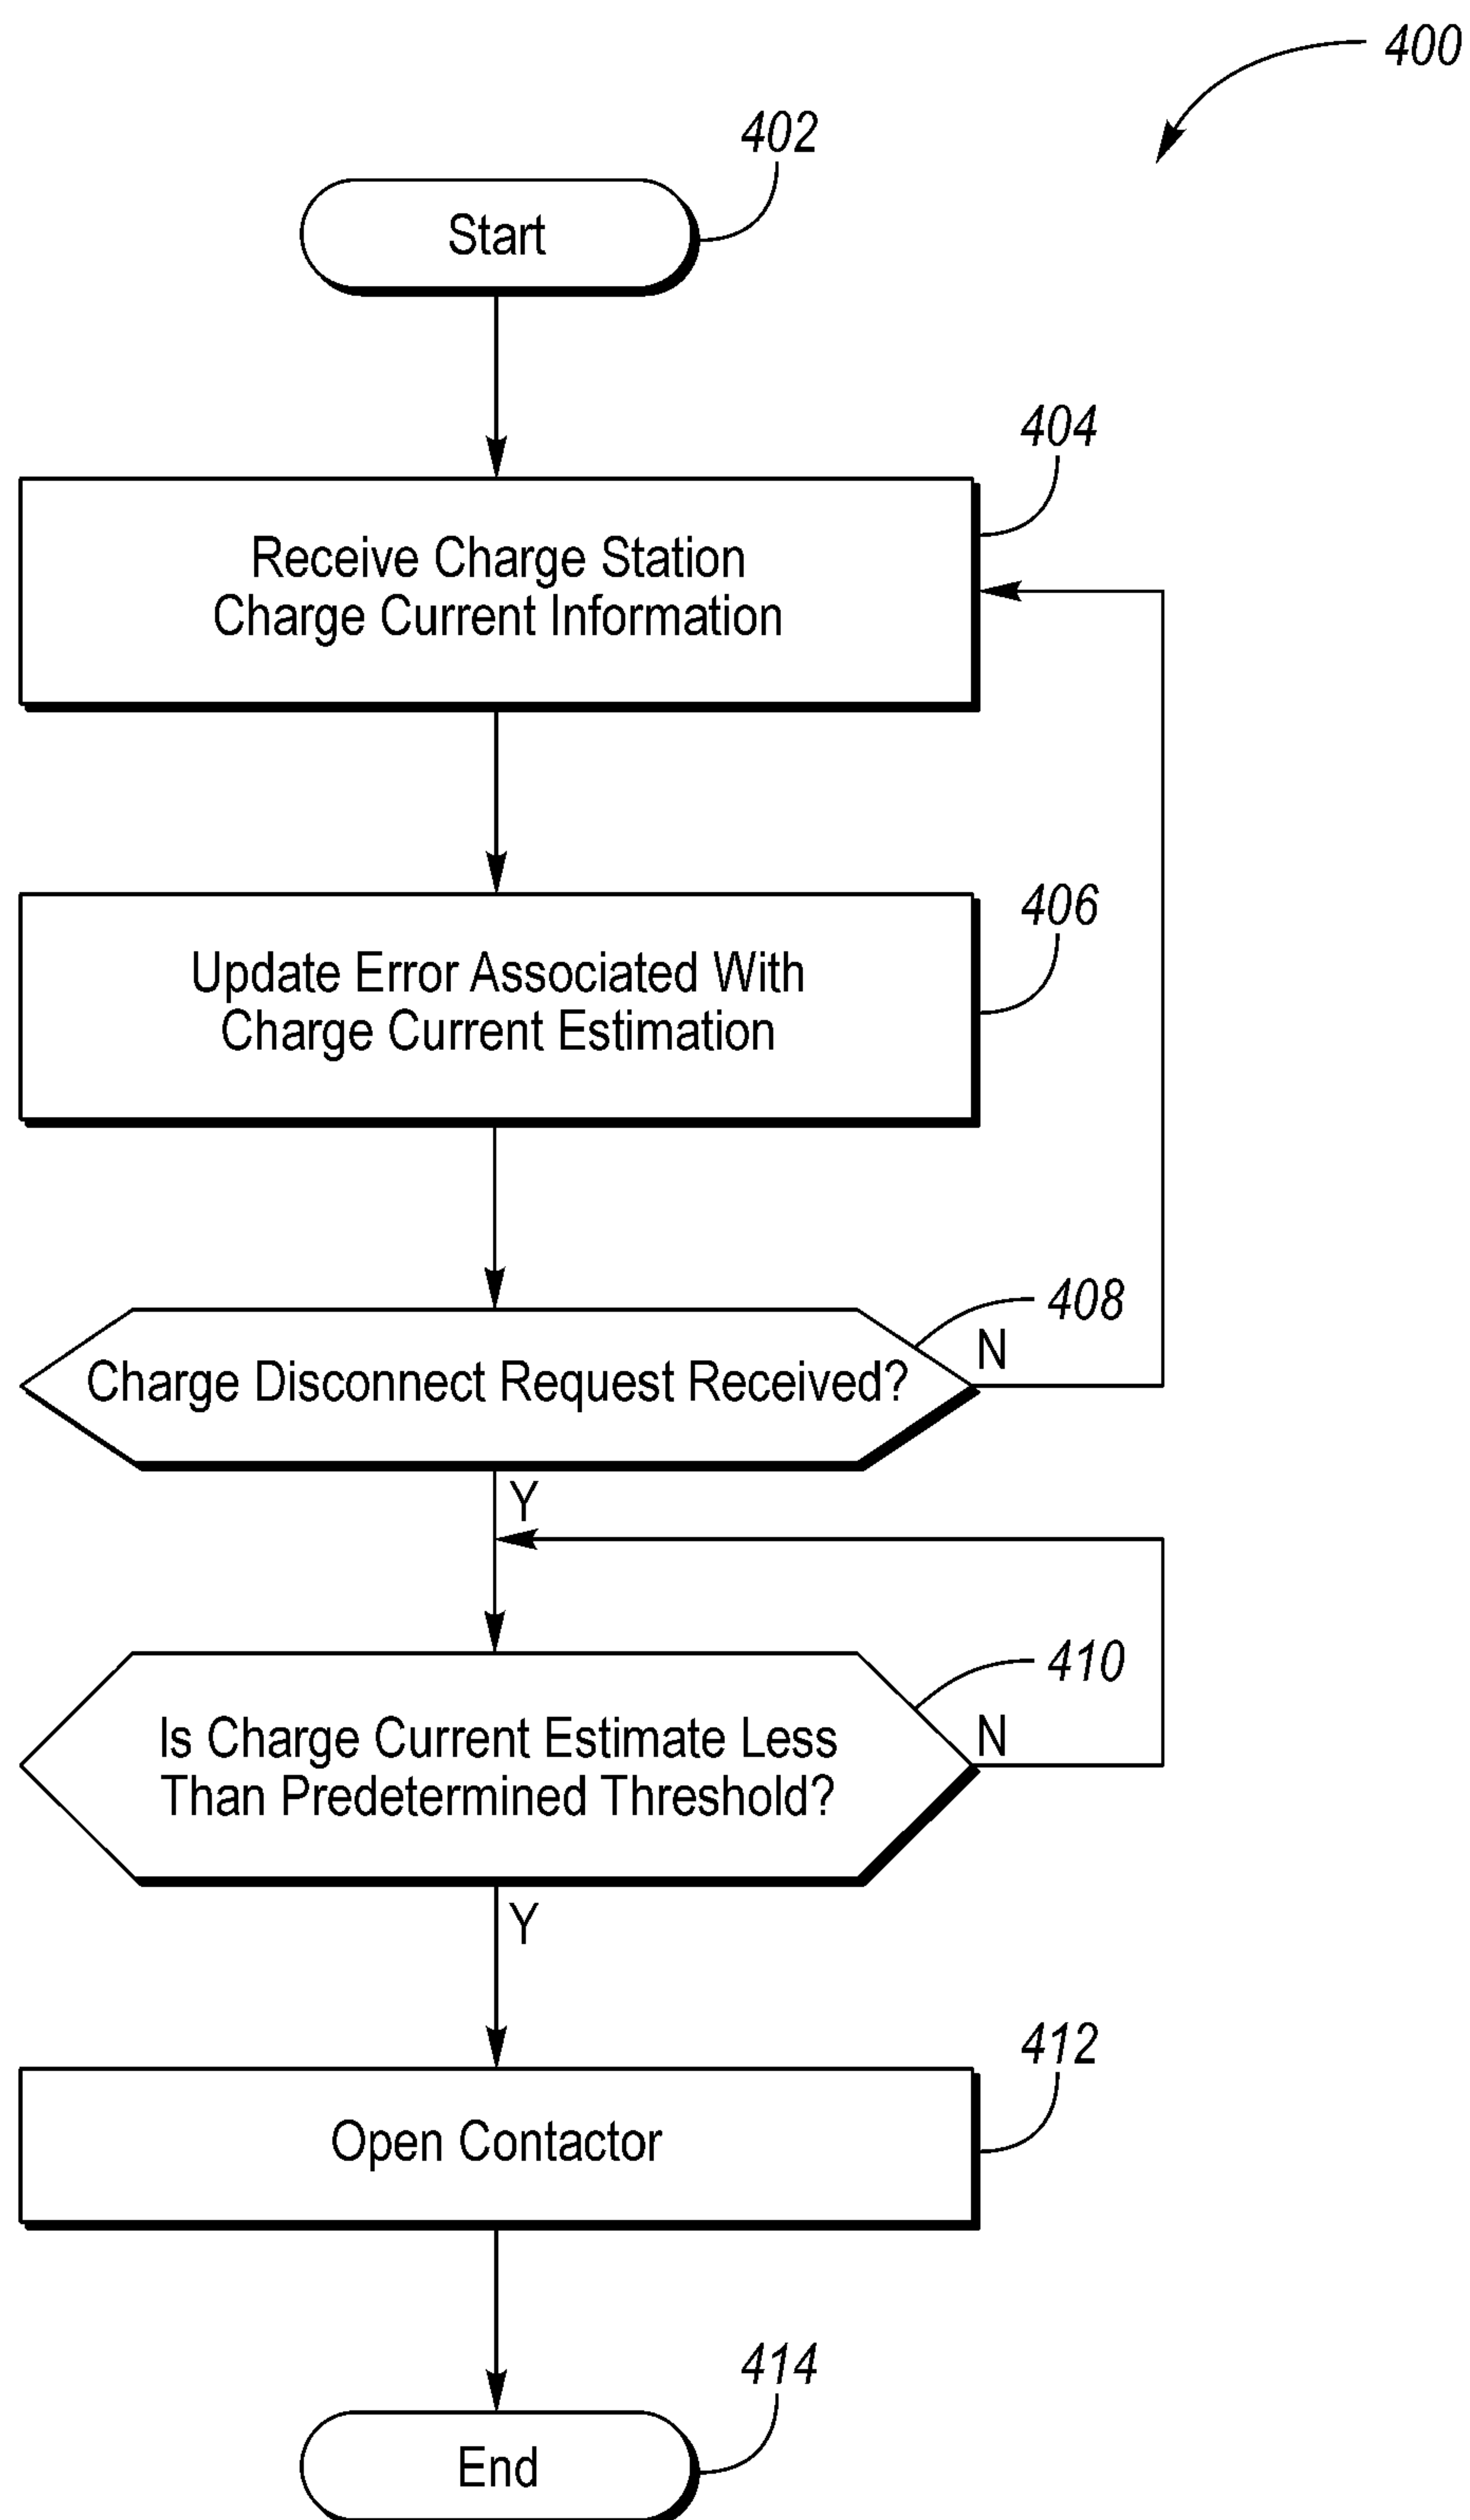 400
402
Start
404
Receive Charge Station
Charge Current Information
406
Update Error Associated With
Charge Current Estimation
408
N
Charge Disconnect Request Received?
Y
410
N
Is Charge Current Estimate Less
Than Predetermined Threshold?
Y
412
Open Contactor
414
End